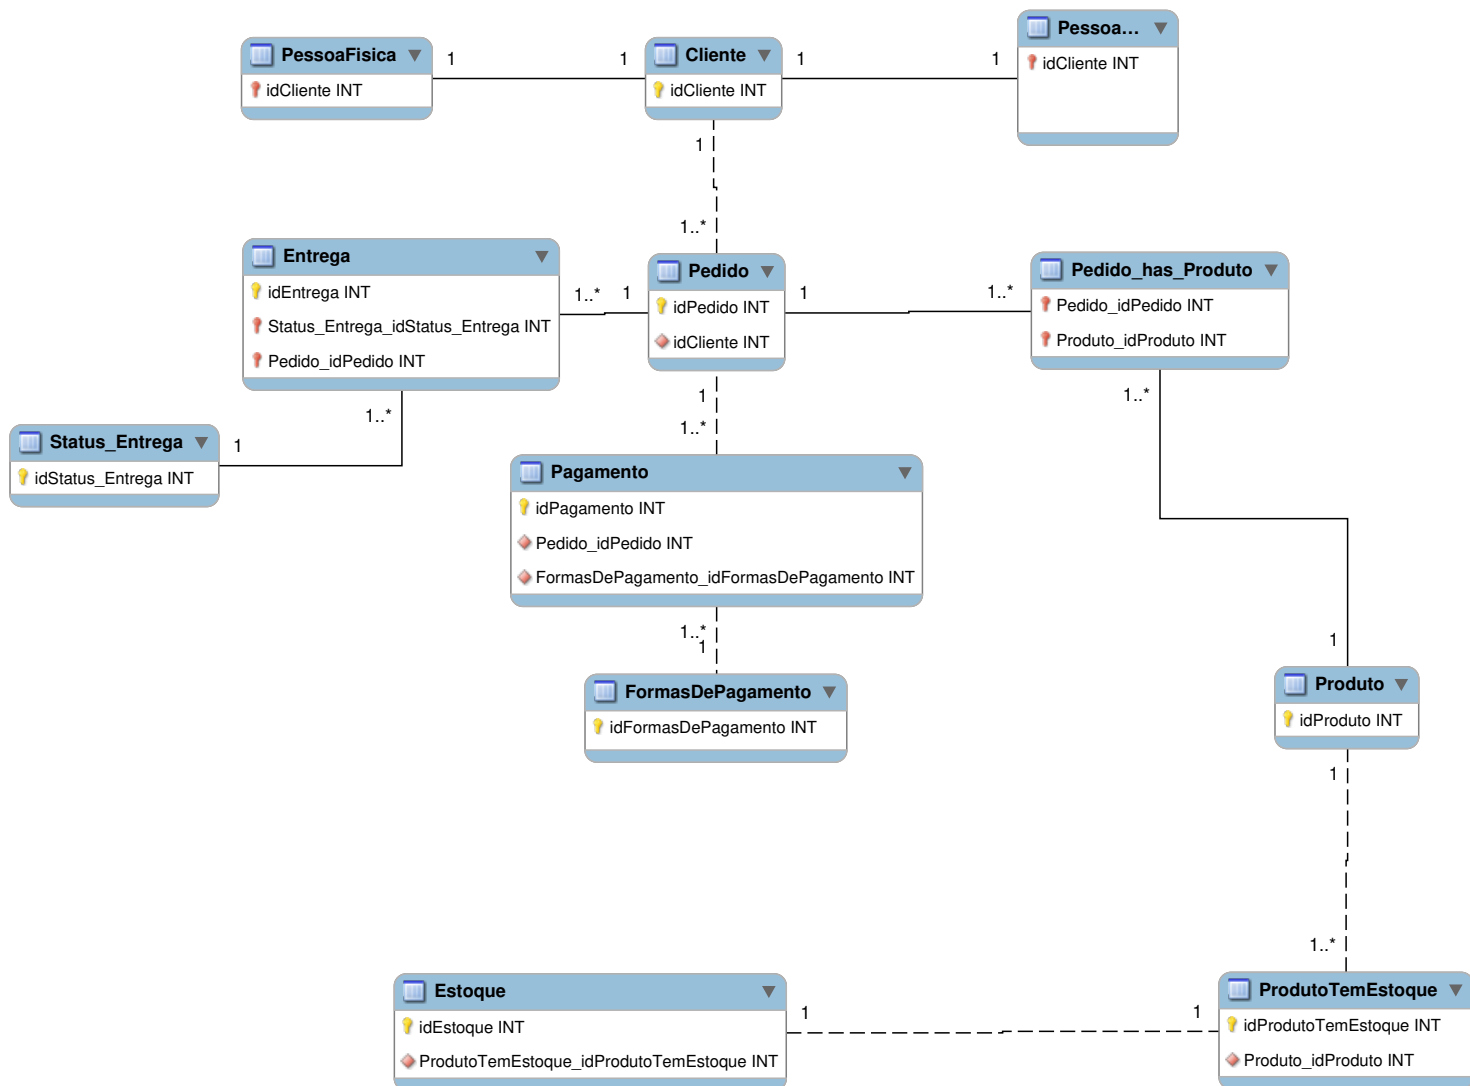 PessoaFisica
idCliente INT
1
1
Cliente
idCliente INT
1
1
Pessoa...
idCliente INT
1
1..*
Entrega
idEntrega INT
Status_Entrega_idStatus_Entrega INT
Pedido_idPedido INT
1..*
1
Pedido
idPedido INT
idCliente INT
1
1..*
Pedido_has_Produto
Pedido_idPedido INT
Produto_idProduto INT
1..*
1
Status_Entrega
idStatus_Entrega INT
1
1..*
1..*
Pagamento
idPagamento INT
Pedido_idPedido INT
FormasDePagamento_idFormasDePagamento INT
1..*
1
FormasDePagamento
idFormasDePagamento INT
1
Produto
idProduto INT
1
1..*
Estoque
idEstoque INT
ProdutoTemEstoque_idProdutoTemEstoque INT
1
1
ProdutoTemEstoque
idProdutoTemEstoque INT
Produto_idProduto INT